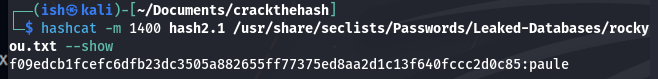 ┌──(ish㉿kali)-[~/Documents/crackthehash]
└─$ hashcat -m 1400 hash2.1 /usr/share/seclists/Passwords/Leaked-Databases/rocky
ou.txt --show
f09edcb1fcefc6dfb23dc3505a882655ff77375ed8aa2d1c13f640fccc2d0c85:paule